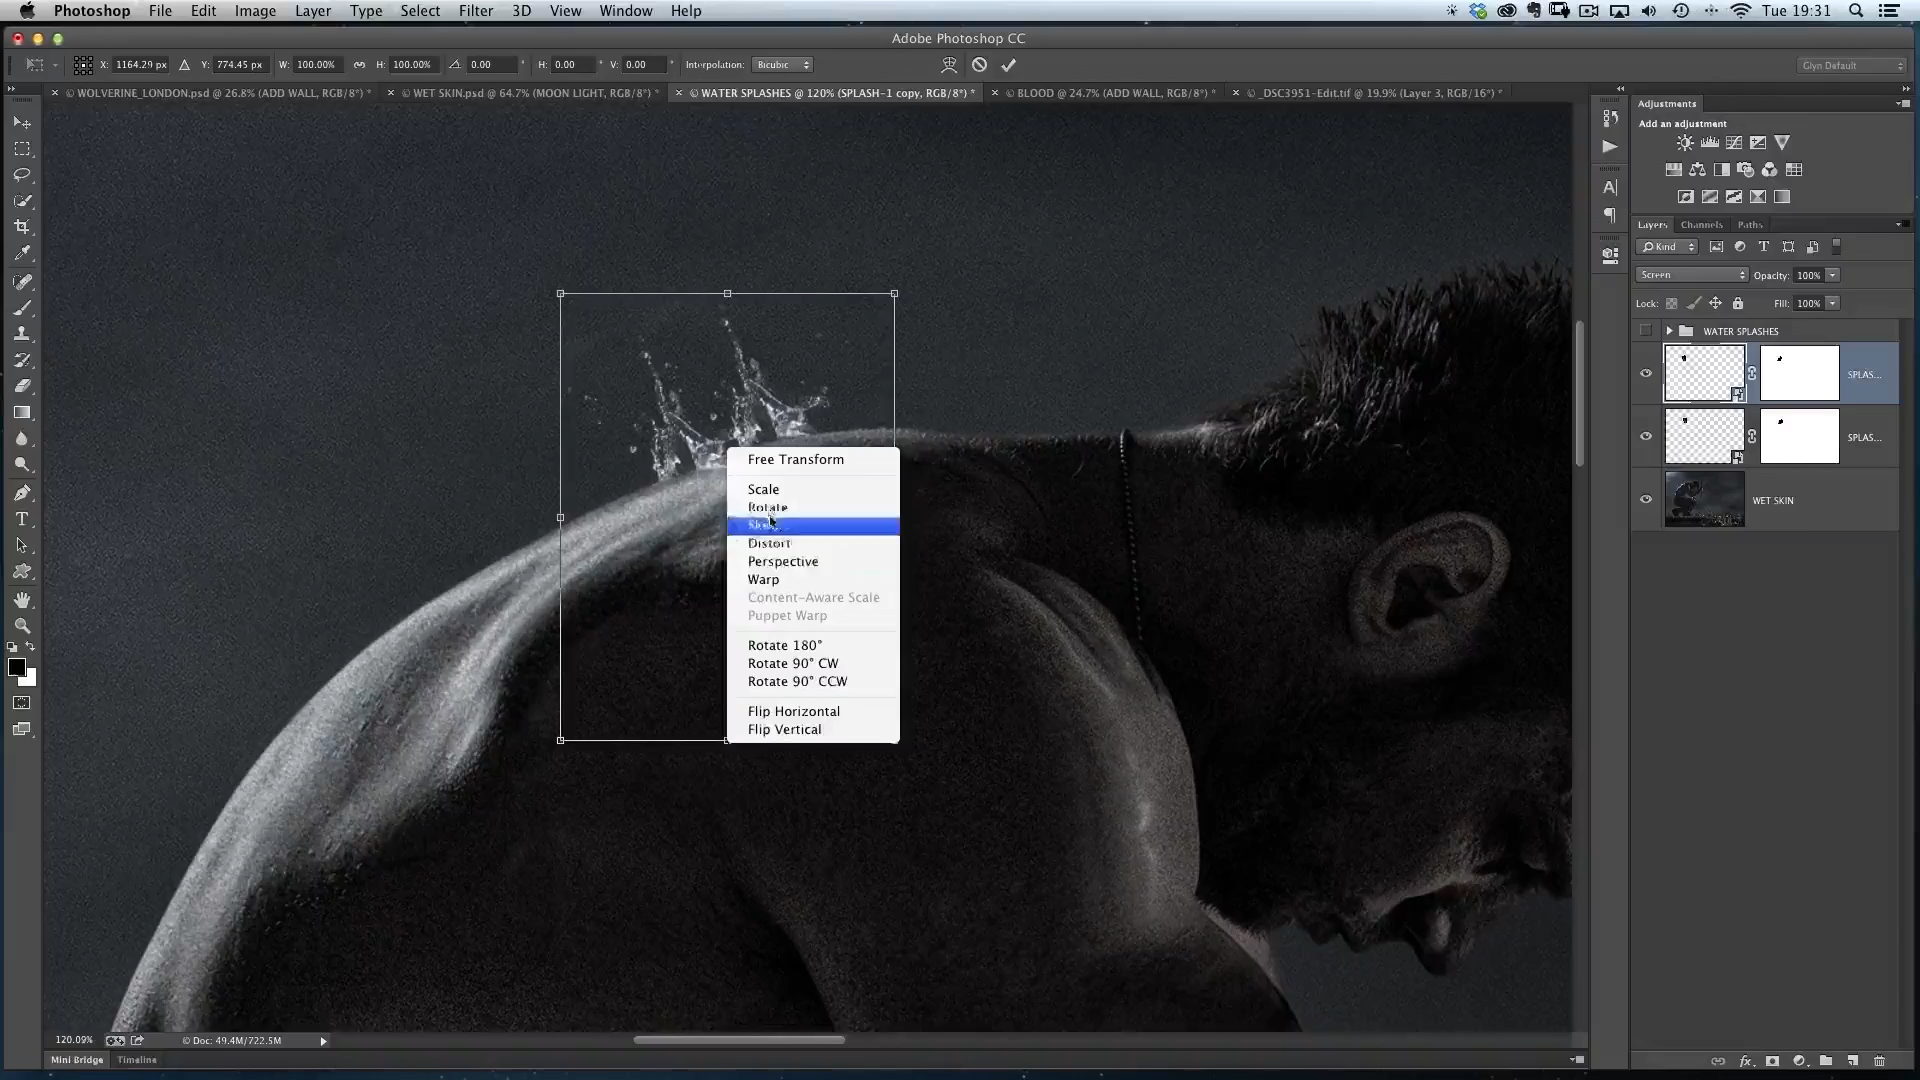 Photoshop File Edit Image Layer Type Select Filter 3D View Window Help Tue 19:31
Adobe Photoshop CC
X: 1164.29 px Y: 774.45 px W: 100.00% H: 100.00% 0.00 ° H: 0.00 ° V: 0.00 ° Interpolation: Bicubic Glyn Default
× © WOLVERINE_LONDON.psd @ 26.8% (ADD WALL, RGB/8*) * × © WET SKIN.psd @ 64.7% (MOON LIGHT, RGB/8*) * × © WATER SPLASHES @ 120% (SPLASH-1 copy, RGB/8*) * × © BLOOD @ 24.7% (ADD WALL, RGB/8*) * × © _DSC3951-Edit.tif @ 19.9% (Layer 3, RGB/16*) *
Adjustments
Add an adjustment
Layers Channels Paths
Kind
Screen Opacity: 100%
Lock: Fill: 100%
WATER SPLASHES
SPLAS...
SPLAS...
WET SKIN
Free Transform
Scale
Rotate
Distort
Perspective
Warp
Content-Aware Scale
Puppet Warp
Rotate 180°
Rotate 90° CW
Rotate 90° CCW
Flip Horizontal
Flip Vertical
120.09% © Doc: 49.4M/722.5M
Mini Bridge Timeline